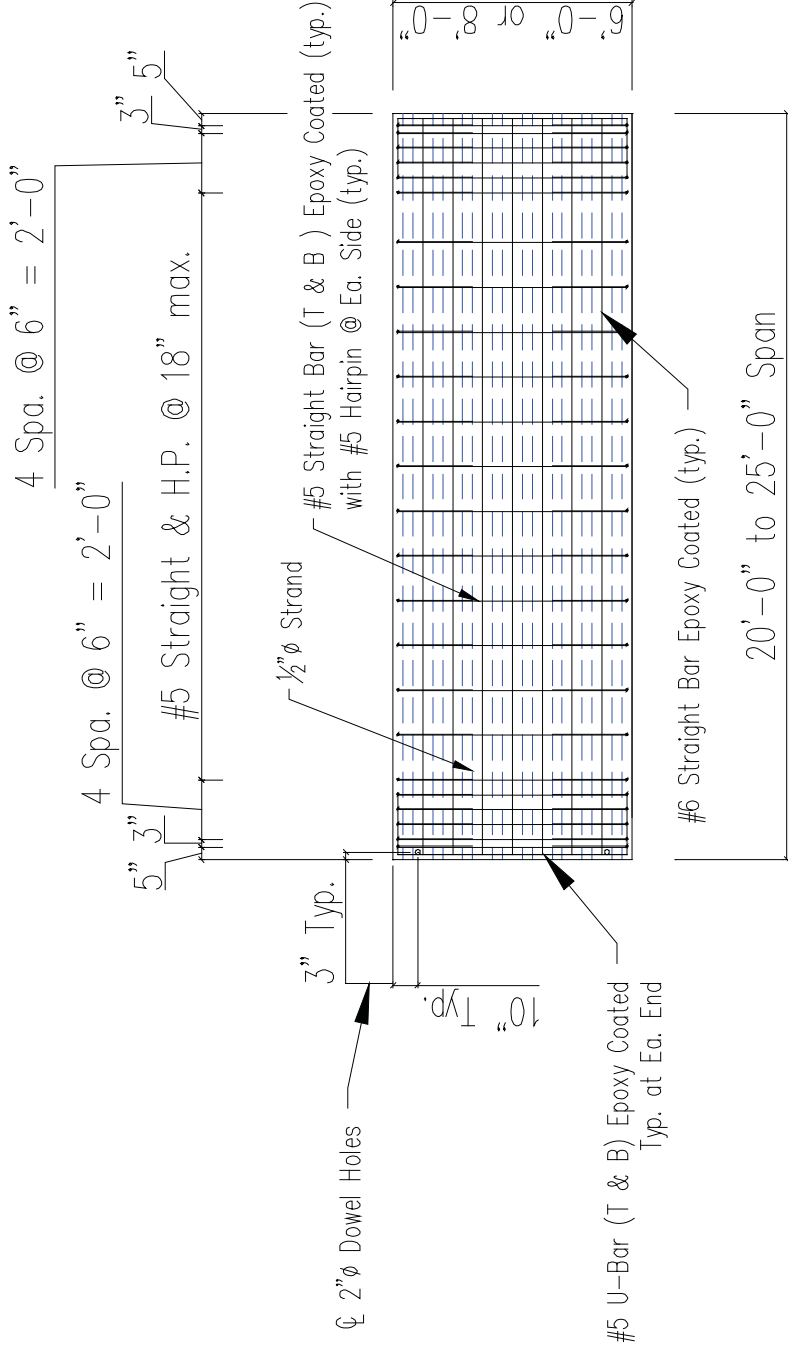 4 Spa. @ 6" = 2'-0"
3"
5"
4 Spa. @ 6" = 2'-0"
#5 Straight & H.P. @ 18" max.
5"
3"
#5 Straight Bar (T & B ) Epoxy Coated (typ.)
with #5 Hairpin @ Ea. Side (typ.)
½"ø Strand
6'-0" or 8'-0"
3" Typ.
10" Typ.
℄ 2"ø Dowel Holes
#5 U-Bar (T & B) Epoxy Coated
Typ. at Ea. End
#6 Straight Bar Epoxy Coated (typ.)
20'-0" to 25'-0" Span